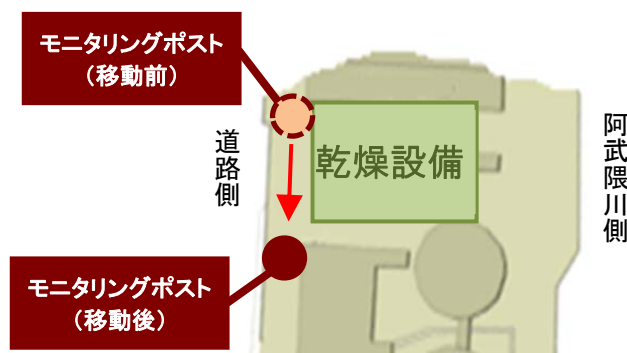 モニタリングポスト
（移動前）
道路側
乾燥設備
阿武隈川側
モニタリングポスト
（移動後）